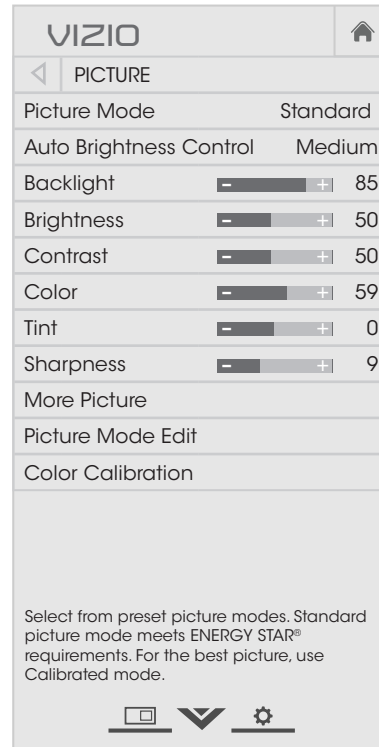 VIZIO
PICTURE
Picture Mode Standard
Auto Brightness Control Medium
Backlight - + 85
Brightness - + 50
Contrast - + 50
Color - + 59
Tint - + 0
Sharpness - + 9
More Picture
Picture Mode Edit
Color Calibration
Select from preset picture modes. Standard
picture mode meets ENERGY STAR®
requirements. For the best picture, use
Calibrated mode.